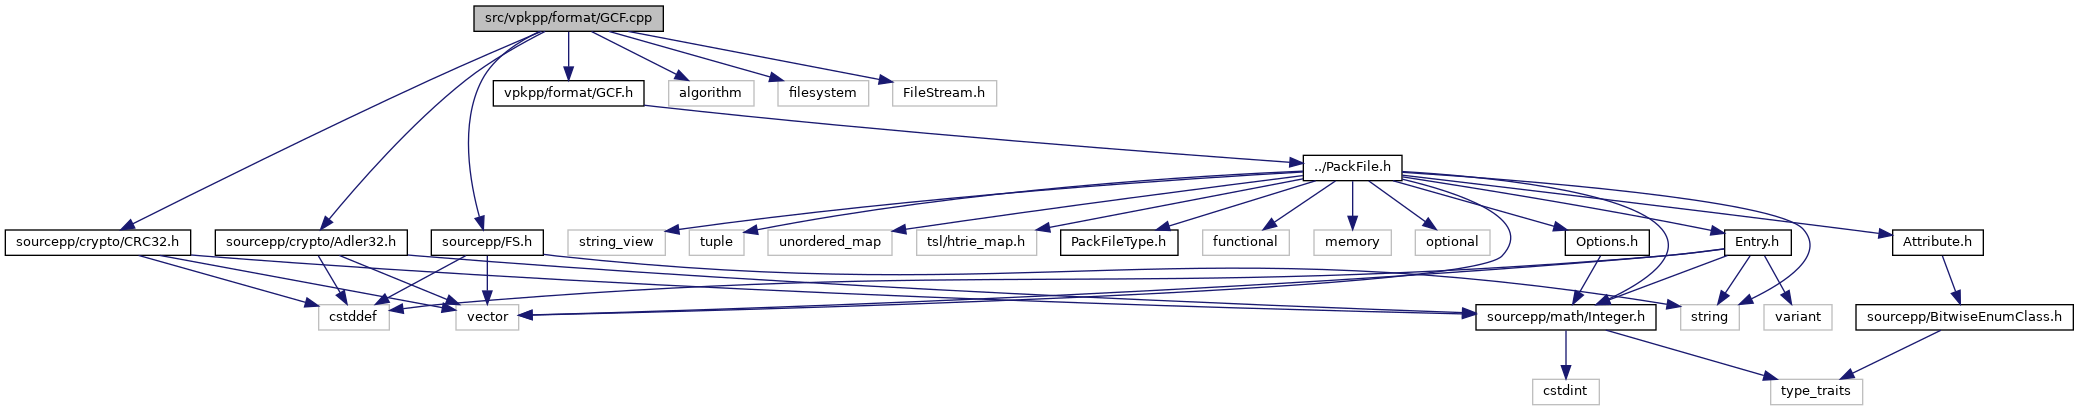 src/vpkpp/format/GCF.cpp
vpkpp/format/GCF.h
algorithm
filesystem
FileStream.h
../PackFile.h
sourcepp/crypto/CRC32.h
sourcepp/crypto/Adler32.h
sourcepp/FS.h
string_view
tuple
unordered_map
tsl/htrie_map.h
PackFileType.h
functional
memory
optional
Options.h
Entry.h
Attribute.h
cstddef
vector
sourcepp/math/Integer.h
string
variant
sourcepp/BitwiseEnumClass.h
cstdint
type_traits